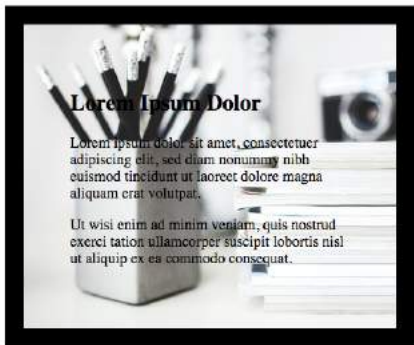 Lorem Ipsum Dolor
Lorem ipsum dolor sit amet, consectetuer
adipiscing elit, sed diam nonummy nibh
euismod tincidunt ut laoreet dolore magna
aliquam erat volutpat.
Ut wisi enim ad minim veniam, quis nostrud
exerci tation ullamcorper suscipit lobortis nisl
ut aliquip ex ea commodo consequat.